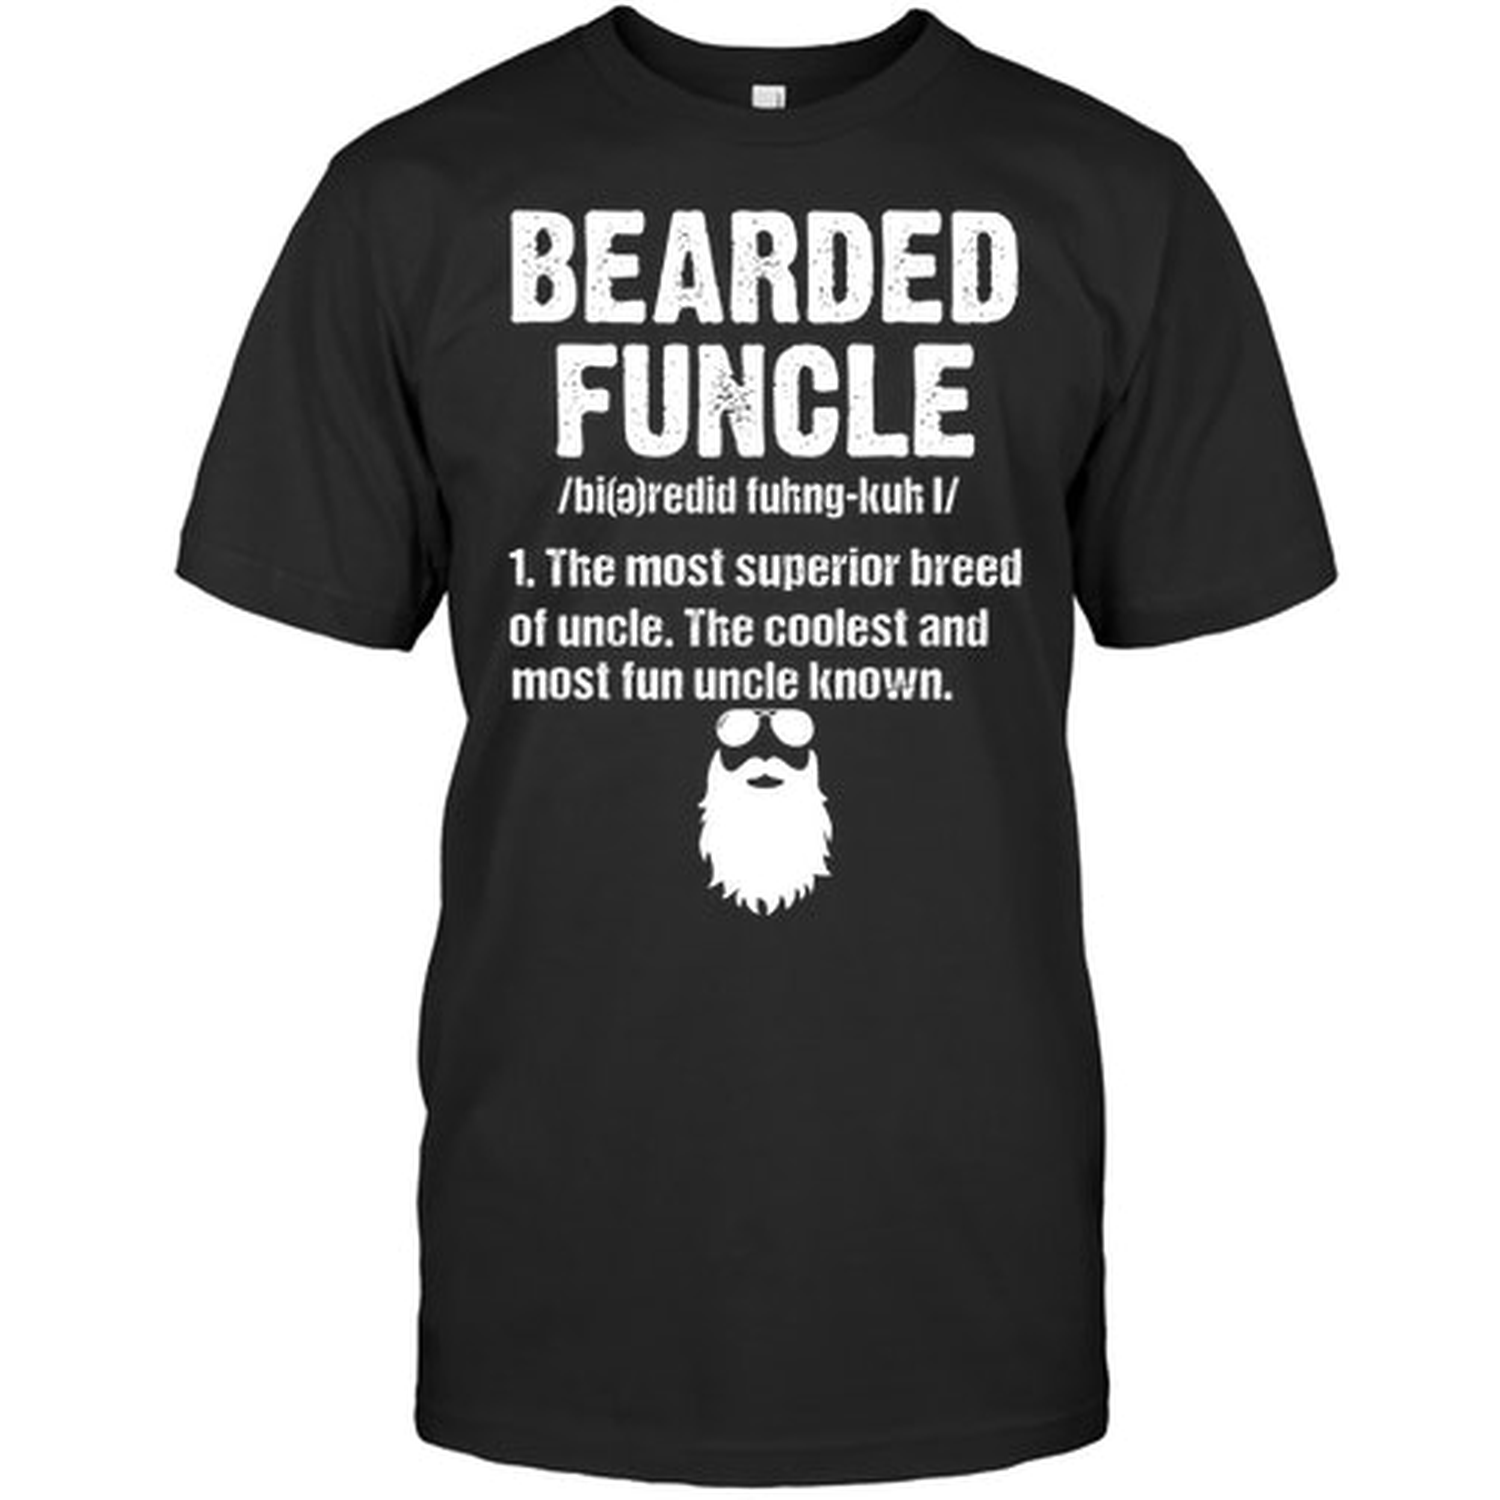 BEARDED
FUNCLE
/bi(ə)redid fuhng-kuh l/
1. The most superior breed
of uncle. The coolest and
most fun uncle known.